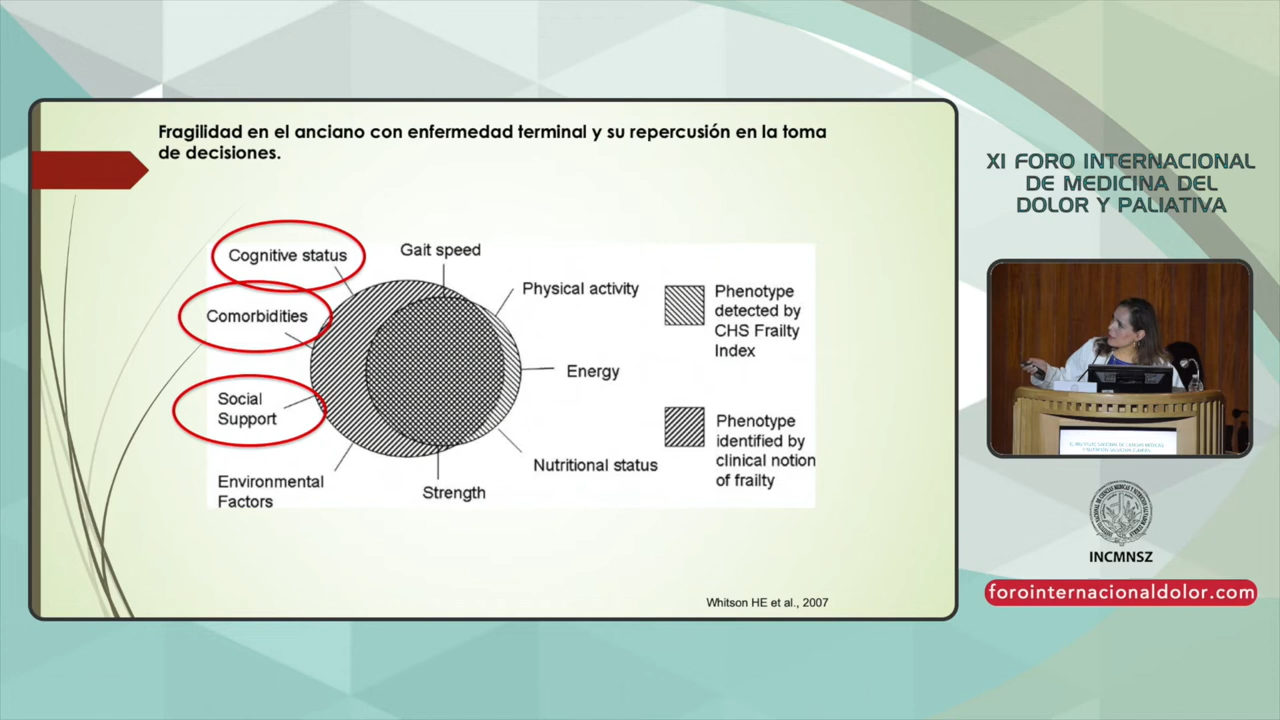 Fragilidad en el anciano con enfermedad terminal y su repercusión en la toma
de decisiones.
Cognitive status
Gait speed
Comorbidities
Physical activity
Social
Support
Energy
Environmental
Factors
Strength
Nutritional status
Phenotype
detected by
CHS Frailty
Index
Phenotype
identified by
clinical notion
of frailty
Whitson HE et al., 2007
XI FORO INTERNACIONAL
DE MEDICINA DEL
DOLOR Y PALIATIVA
INCMNSZ
forointernacionaldolor.com